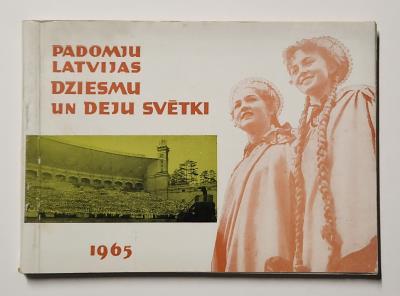 PADOMJU
LATVIJAS
DZIESMU
UN DEJU SVĒTKI
1965